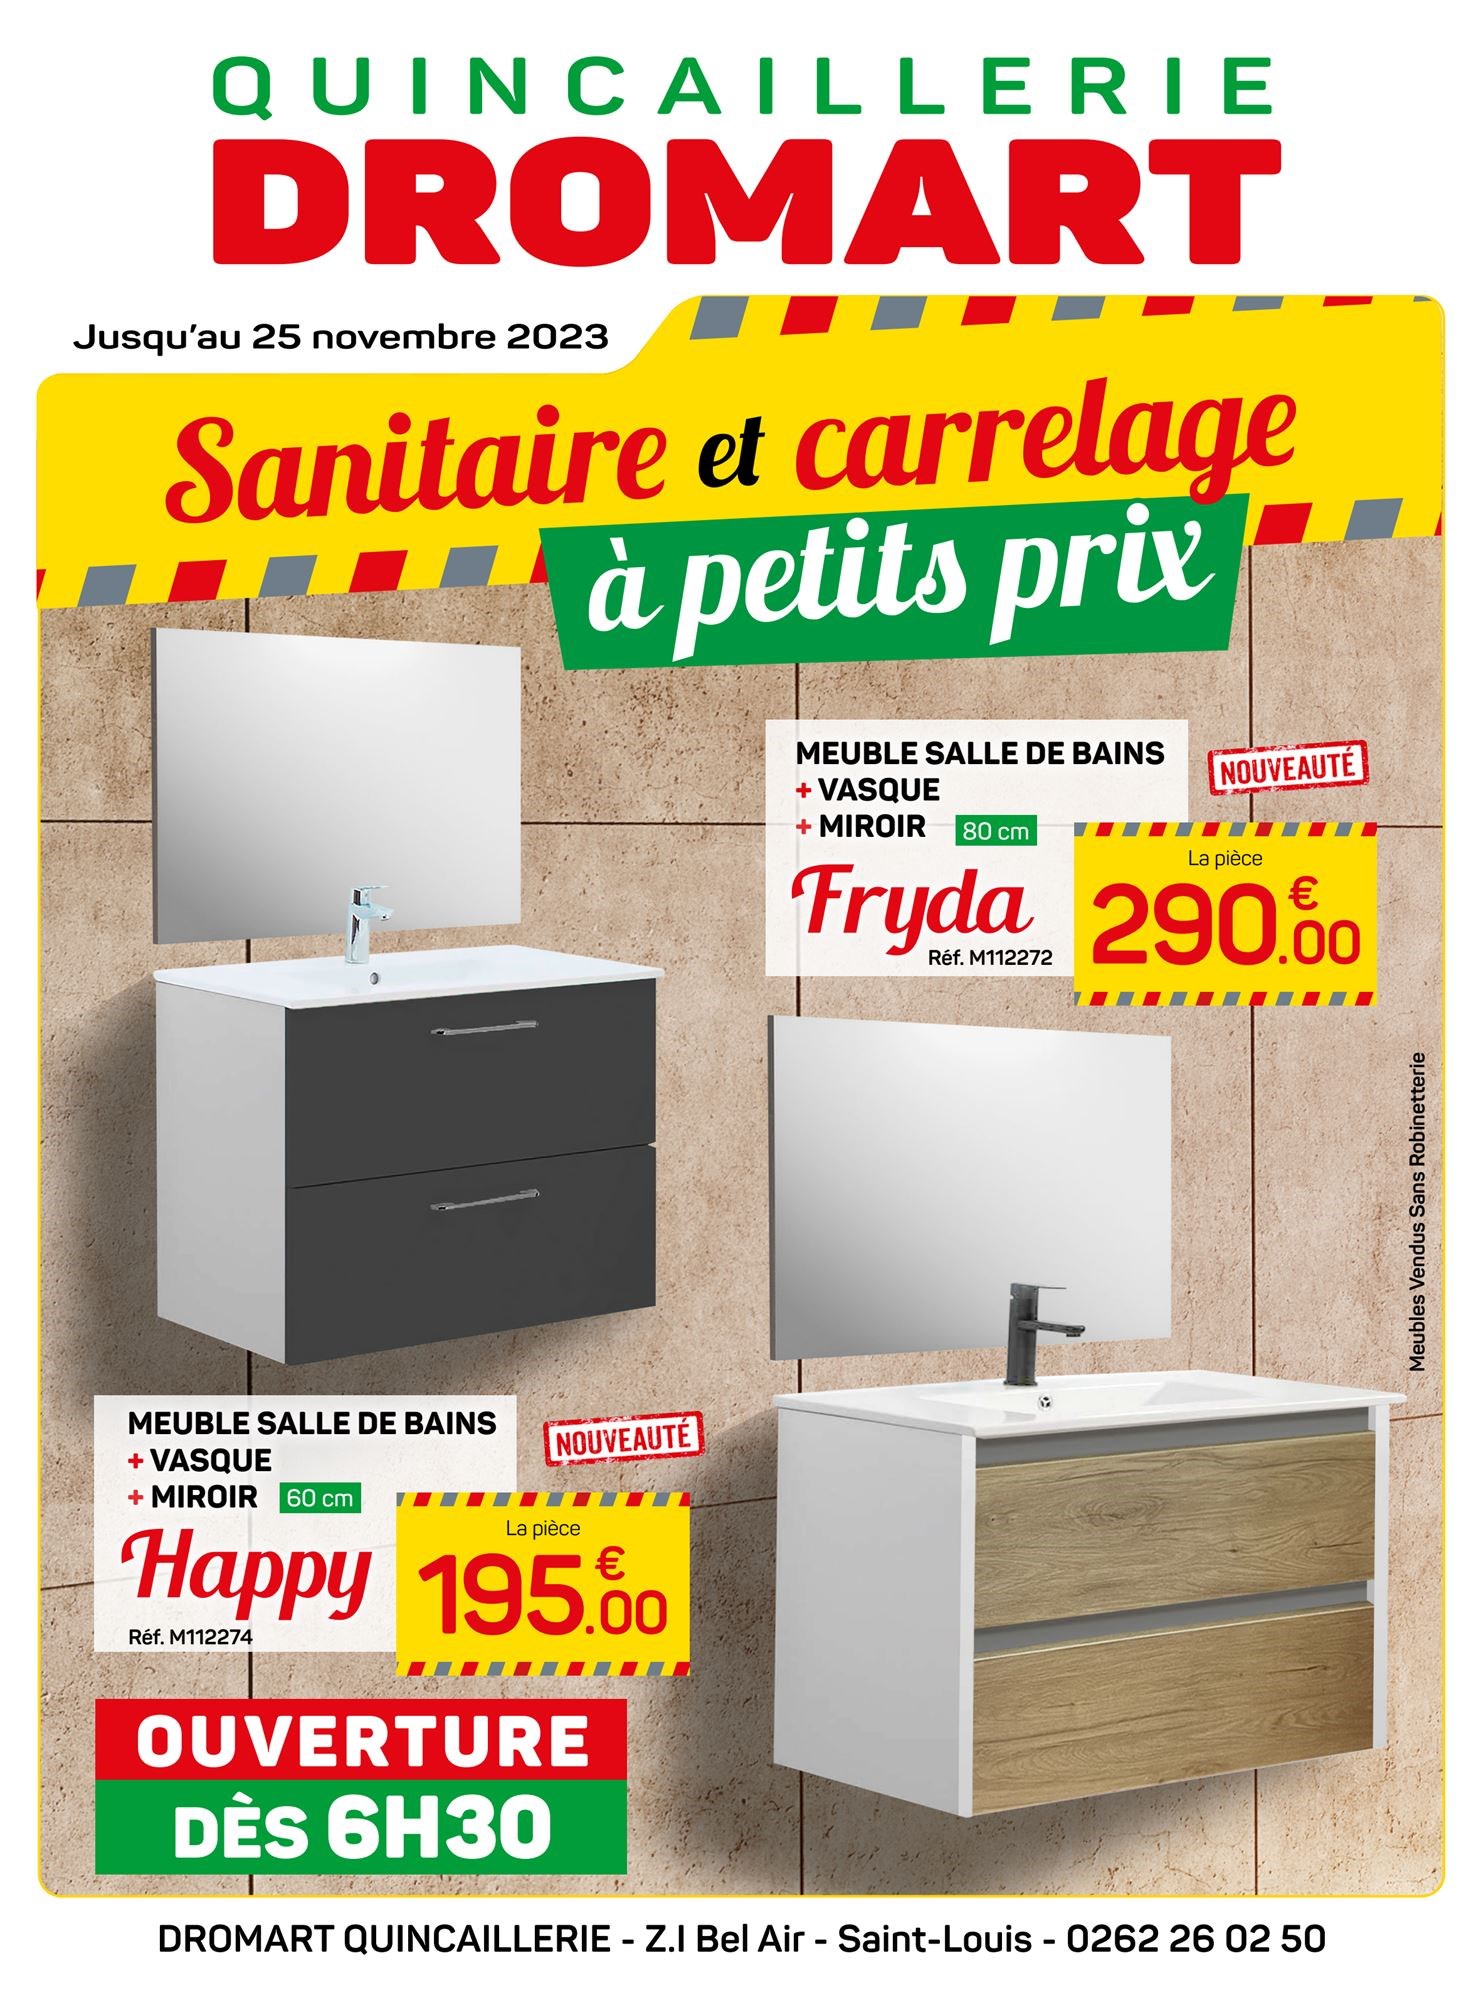 QUINCAILLERIE
DROMART
Jusqu'au 25 novembre 2023
Sanitaire et carrelage
à petits prix
MEUBLE SALLE DE BAINS
+ VASQUE
+ MIROIR 80 cm
Fryda
Réf. M112272
NOUVEAUTÉ
La pièce
290.€00
Meubles Vendus Sans Robinetterie
MEUBLE SALLE DE BAINS
+ VASQUE
+ MIROIR 60 cm
Happy
Réf. M112274
NOUVEAUTÉ
La pièce
195.€00
OUVERTURE
DÈS 6H30
DROMART QUINCAILLERIE - Z.I Bel Air - Saint-Louis - 0262 26 02 50